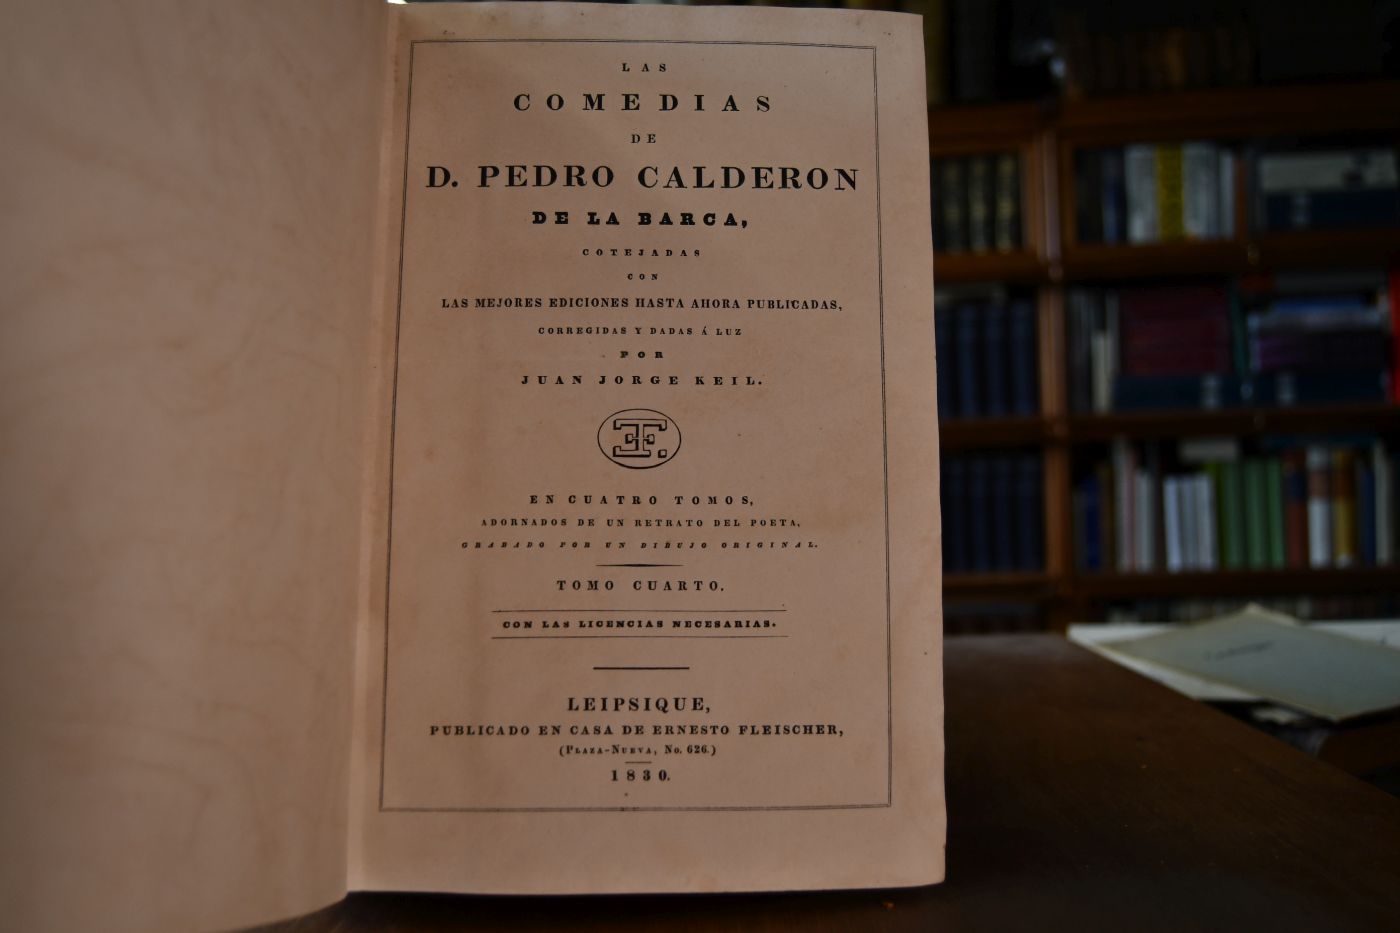 LAS
COMEDIAS
DE
D. PEDRO CALDERON
DE LA BARCA,
COTEJADAS
CON
LAS MEJORES EDICIONES HASTA AHORA PUBLICADAS,
CORREGIDAS Y DADAS Á LUZ
POR
JUAN JORGE KEIL.
EF.
EN CUATRO TOMOS,
ADORNADOS DE UN RETRATO DEL POETA,
GRABADO POR UN DIBUJO ORIGINAL.
TOMO CUARTO.
CON LAS LICENCIAS NECESARIAS.
LEIPSIQUE,
PUBLICADO EN CASA DE ERNESTO FLEISCHER,
(PLAZA-NUEVA, No. 626.)
1830.